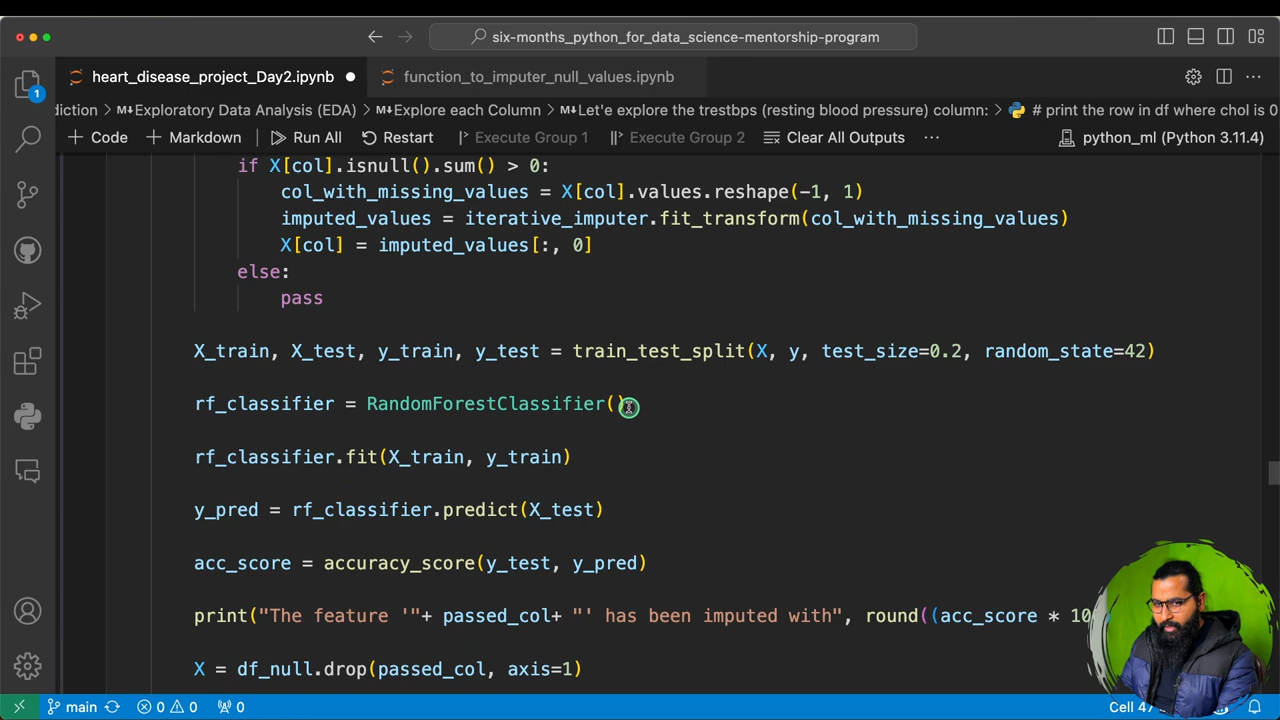 six-months_python_for_data_science-mentorship-program
heart_disease_project_Day2.ipynb
function_to_imputer_null_values.ipynb
1
diction > Exploratory Data Analysis (EDA) > Explore each Column > Let'e explore the trestbps (resting blood pressure) column: > # print the row in df where chol is 0
+ Code + Markdown Run All Restart Execute Group 1 Execute Group 2 Clear All Outputs ... python_ml (Python 3.11.4)
if X[col].isnull().sum() > 0:
col_with_missing_values = X[col].values.reshape(-1, 1)
imputed_values = iterative_imputer.fit_transform(col_with_missing_values)
X[col] = imputed_values[:, 0]
else:
pass
X_train, X_test, y_train, y_test = train_test_split(X, y, test_size=0.2, random_state=42)
rf_classifier = RandomForestClassifier()
rf_classifier.fit(X_train, y_train)
y_pred = rf_classifier.predict(X_test)
acc_score = accuracy_score(y_test, y_pred)
print("The feature '"+ passed_col+ "' has been imputed with", round((acc_score * 10
X = df_null.drop(passed_col, axis=1)
main 0 0 0 Cell 47